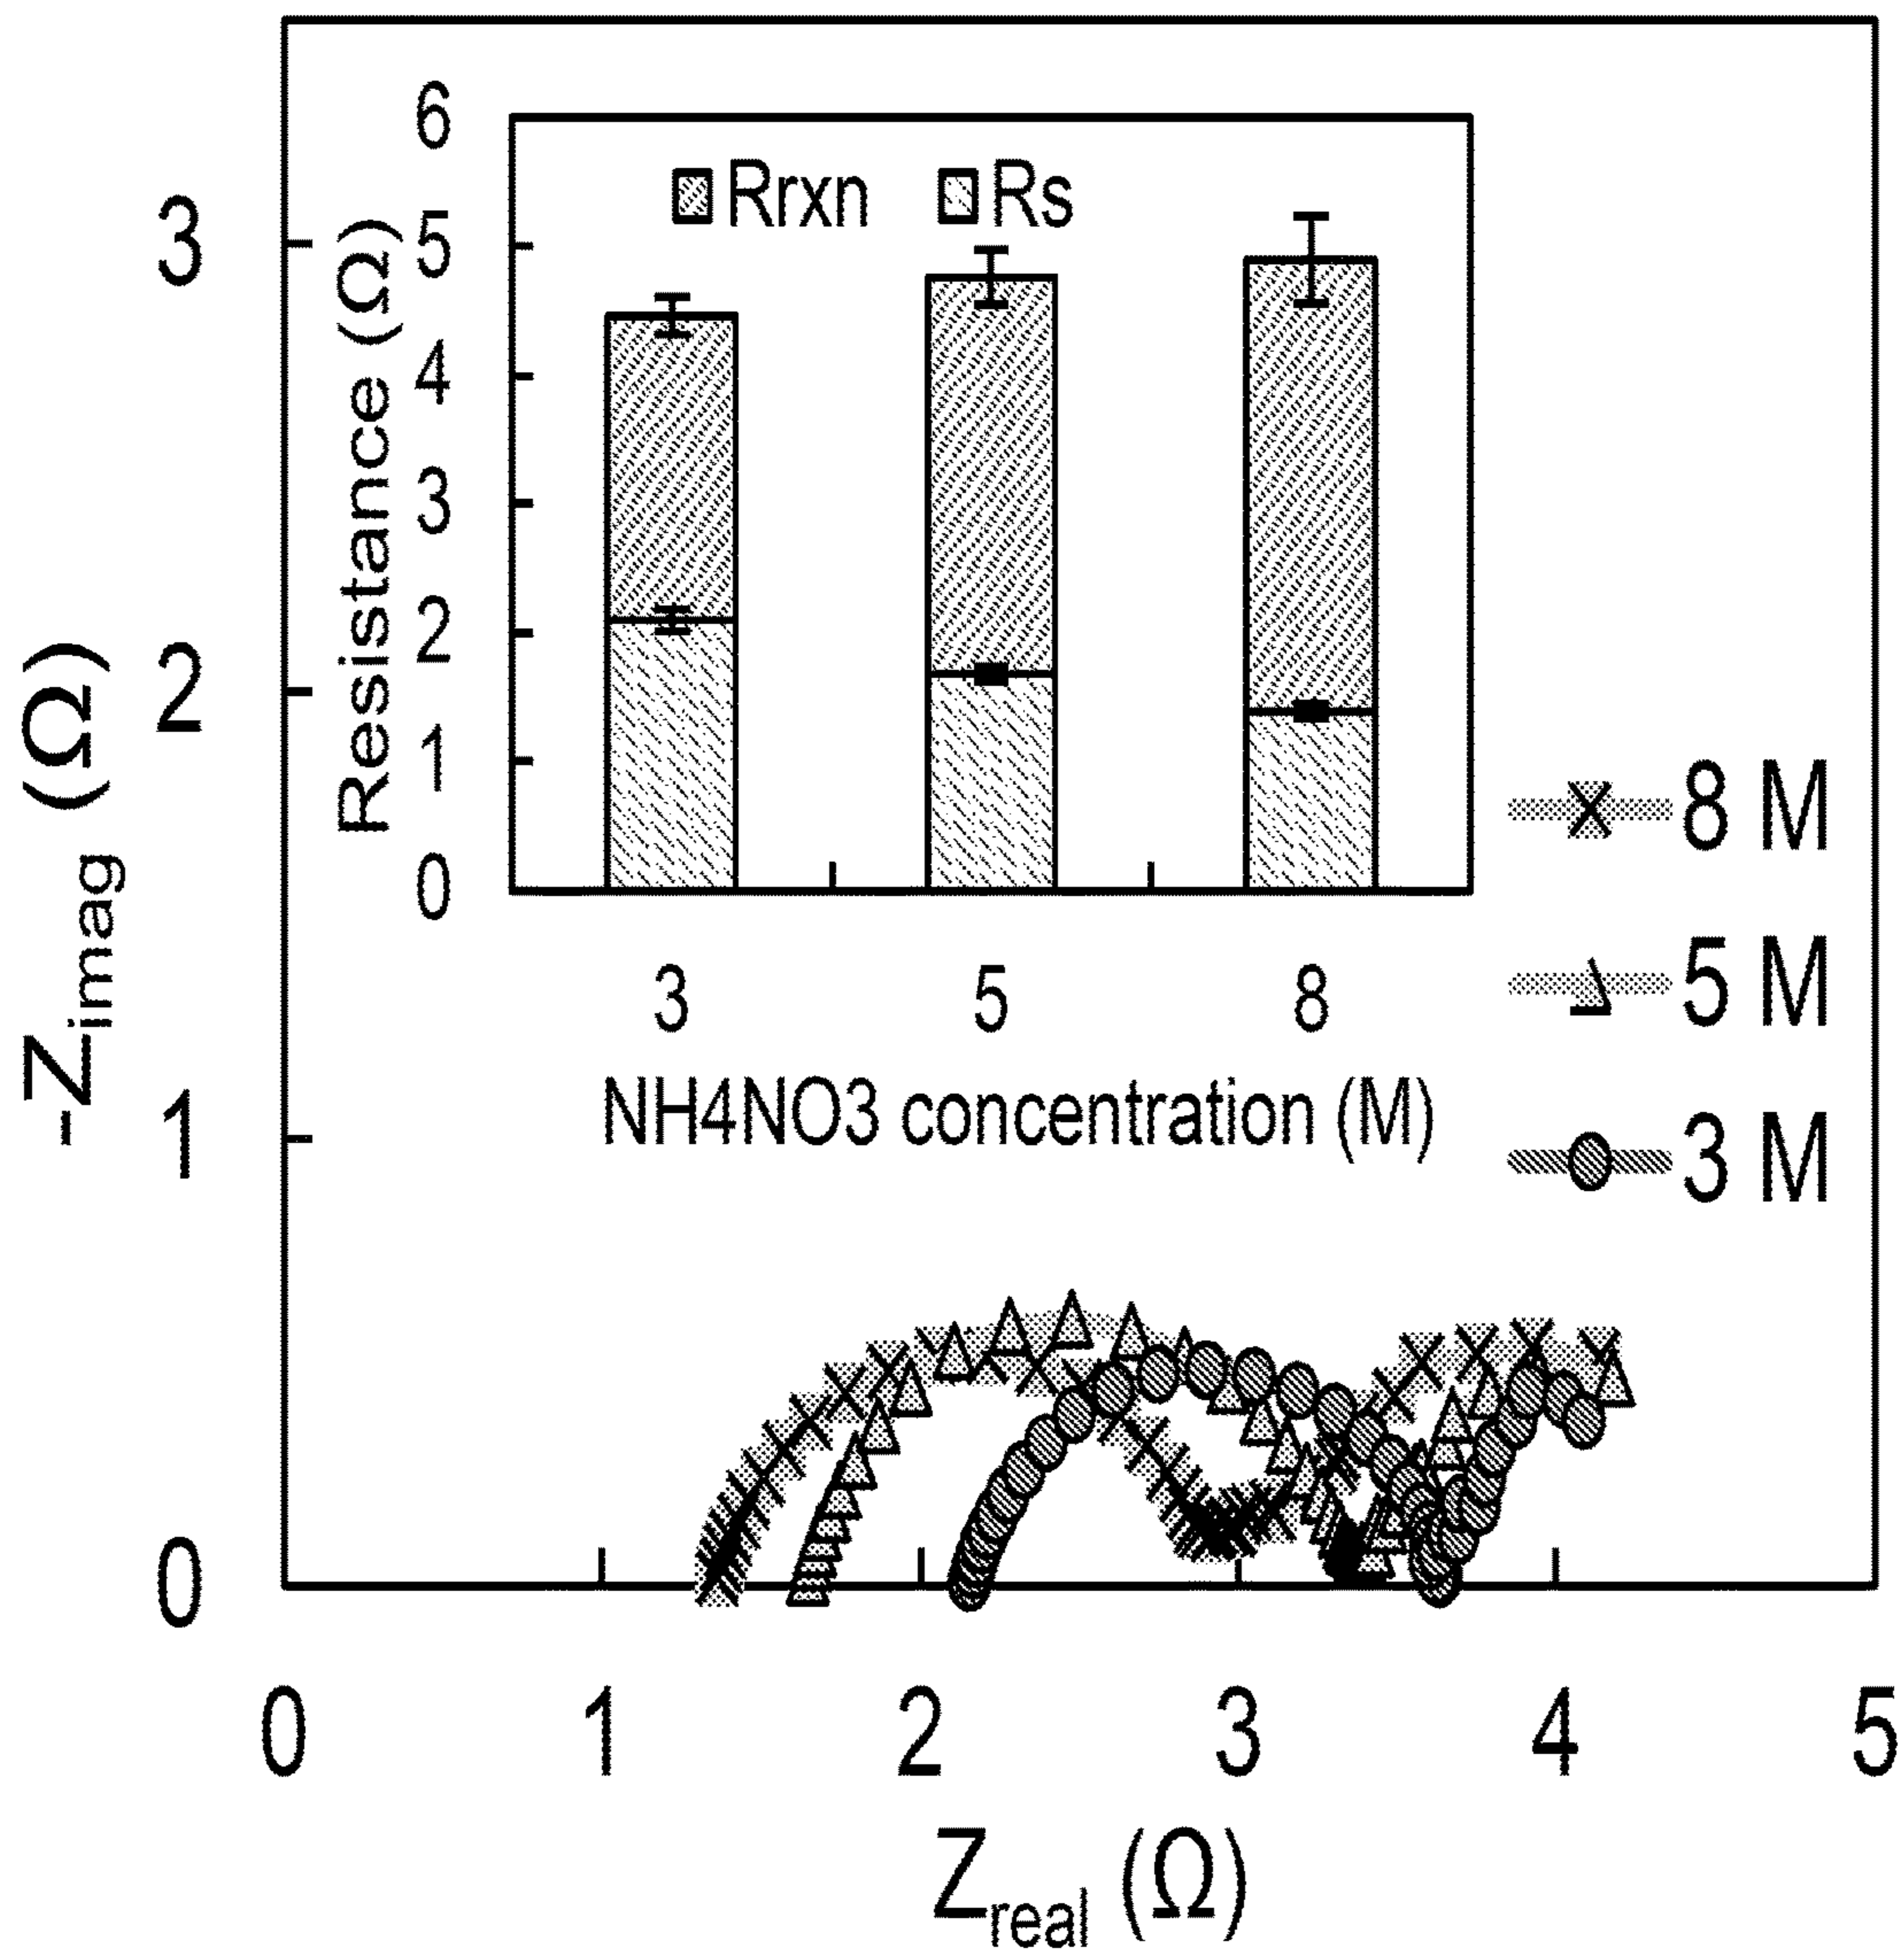 -Zimag (Ω)
3
2
1
0
Resistance (Ω)
6
5
4
3
2
1
0
Rrxn Rs
3 5 8
NH4NO3 concentration (M)
8 M
5 M
3 M
0 1 2 3 4 5
Zreal (Ω)